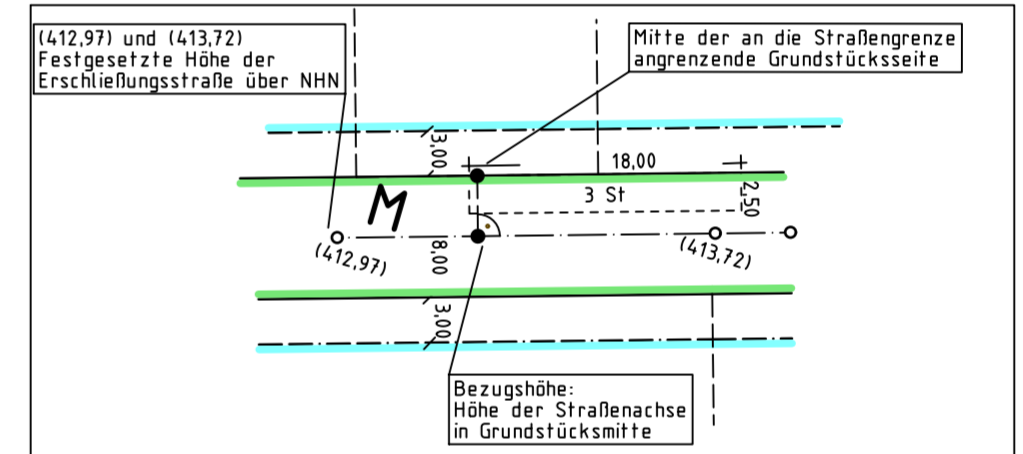 (412,97) und (413,72)
Festgesetzte Höhe der
Erschließungsstraße über NHN
Mitte der an die Straßengrenze
angrenzende Grundstücksseite
3,00
18,00
3 St
2,50
M
(412,97)
8,00
(413,72)
3,00
Bezugshöhe:
Höhe der Straßenachse
in Grundstücksmitte